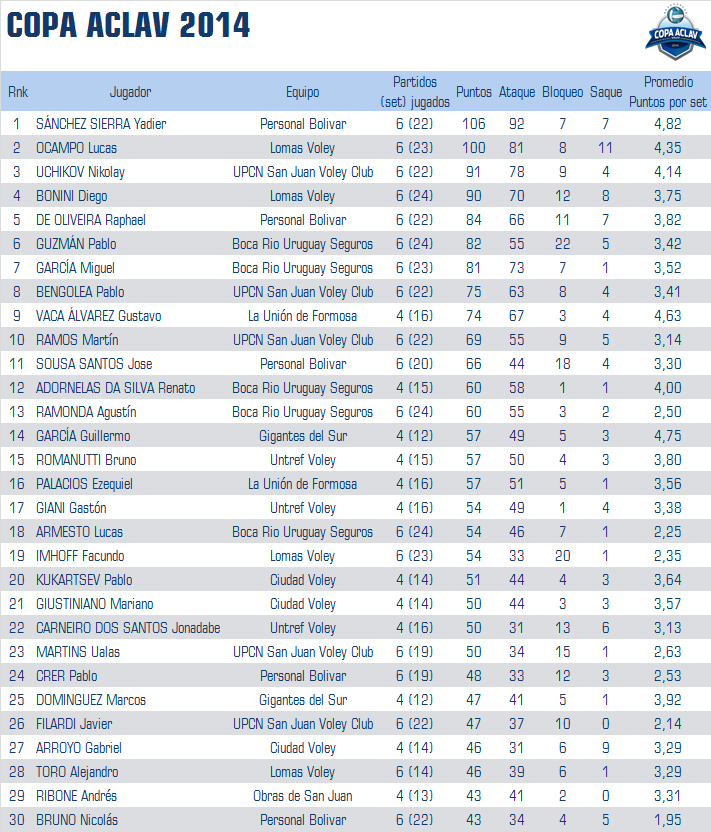 COPA ACLAV 2014
COPA ACLAV
Rnk Jugador Equipo Partidos (set) jugados Puntos Ataque Bloqueo Saque Promedio Puntos por set
1 SÁNCHEZ SIERRA Yadier Personal Bolivar 6 (22) 106 92 7 7 4,82
2 OCAMPO Lucas Lomas Voley 6 (23) 100 81 8 11 4,35
3 UCHIKOV Nikolay UPCN San Juan Voley Club 6 (22) 91 78 9 4 4,14
4 BONINI Diego Lomas Voley 6 (24) 90 70 12 8 3,75
5 DE OLIVEIRA Raphael Personal Bolivar 6 (22) 84 66 11 7 3,82
6 GUZMÁN Pablo Boca Rio Uruguay Seguros 6 (24) 82 55 22 5 3,42
7 GARCÍA Miguel Boca Rio Uruguay Seguros 6 (23) 81 73 7 1 3,52
8 BENGOLEA Pablo UPCN San Juan Voley Club 6 (22) 75 63 8 4 3,41
9 VACA ÁLVAREZ Gustavo La Unión de Formosa 4 (16) 74 67 3 4 4,63
10 RAMOS Martín UPCN San Juan Voley Club 6 (22) 69 55 9 5 3,14
11 SOUSA SANTOS Jose Personal Bolivar 6 (20) 66 44 18 4 3,30
12 ADORNELAS DA SILVA Renato Boca Rio Uruguay Seguros 4 (15) 60 58 1 1 4,00
13 RAMONDA Agustín Boca Rio Uruguay Seguros 6 (24) 60 55 3 2 2,50
14 GARCÍA Guillermo Gigantes del Sur 4 (12) 57 49 5 3 4,75
15 ROMANUTTI Bruno Untref Voley 4 (15) 57 50 4 3 3,80
16 PALACIOS Ezequiel La Unión de Formosa 4 (16) 57 51 5 1 3,56
17 GIANI Gastón Untref Voley 4 (16) 54 49 1 4 3,38
18 ARMESTO Lucas Boca Rio Uruguay Seguros 6 (24) 54 46 7 1 2,25
19 IMHOFF Facundo Lomas Voley 6 (23) 54 33 20 1 2,35
20 KUKARTSEV Pablo Ciudad Voley 4 (14) 51 44 4 3 3,64
21 GIUSTINIANO Mariano Ciudad Voley 4 (14) 50 44 3 3 3,57
22 CARNEIRO DOS SANTOS Jonadabe Untref Voley 4 (16) 50 31 13 6 3,13
23 MARTINS Ualas UPCN San Juan Voley Club 6 (19) 50 34 15 1 2,63
24 CRER Pablo Personal Bolivar 6 (19) 48 33 12 3 2,53
25 DOMINGUEZ Marcos Gigantes del Sur 4 (12) 47 41 5 1 3,92
26 FILARDI Javier UPCN San Juan Voley Club 6 (22) 47 37 10 0 2,14
27 ARROYO Gabriel Ciudad Voley 4 (14) 46 31 6 9 3,29
28 TORO Alejandro Lomas Voley 6 (14) 46 39 6 1 3,29
29 RIBONE Andrés Obras de San Juan 4 (13) 43 41 2 0 3,31
30 BRUNO Nicolás Personal Bolivar 6 (22) 43 34 4 5 1,95